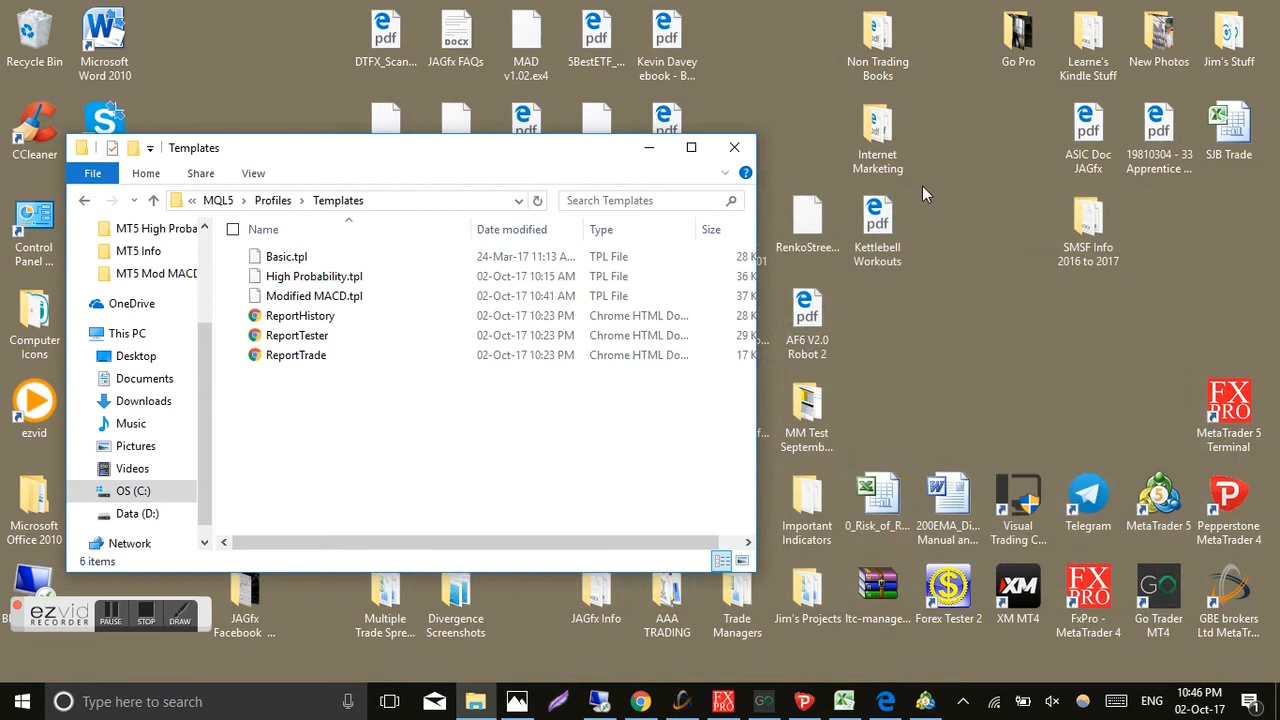 Recycle Bin
Microsoft
Word 2010
DTFX_Scan...
JAGfx FAQs
MAD
v1.02.ex4
5BestETF_...
Kevin Davey
ebook - B...
Non Trading
Books
Go Pro
Learne's
Kindle Stuff
New Photos
Jim's Stuff
CCleaner
Internet
Marketing
ASIC Doc
JAGfx
19810304 - 33
Apprentice ...
SJB Trade
Templates
File
Home
Share
View
MQL5
Profiles
Templates
Search Templates
MT5 High Proba
MT5 Info
MT5 Mod MACD
OneDrive
This PC
Desktop
Documents
Downloads
Music
Pictures
Videos
OS (C:)
Data (D:)
Network
Name
Date modified
Type
Size
Basic.tpl
24-Mar-17 11:13 A...
TPL File
28 K
High Probability.tpl
02-Oct-17 10:15 AM
TPL File
36 K
Modified MACD.tpl
02-Oct-17 10:41 AM
TPL File
37 K
ReportHistory
02-Oct-17 10:23 PM
Chrome HTML Do...
28 K
ReportTester
02-Oct-17 10:23 PM
Chrome HTML Do...
29 K
ReportTrade
02-Oct-17 10:23 PM
Chrome HTML Do...
17 K
6 items
Control
Panel ...
RenkoStree...
01
Kettlebell
Workouts
SMSF Info
2016 to 2017
Computer
Icons
AF6 V2.0
Robot 2
ezvid
MM Test
Septemb...
MetaTrader 5
Terminal
Microsoft
Office 2010
Important
Indicators
0_Risk_of_R...
200EMA_Di...
Manual an...
Visual
Trading C...
Telegram
MetaTrader 5
Pepperstone
MetaTrader 4
ezvid
RECORDER
PAUSE
STOP
DRAW
JAGfx
Facebook ...
Multiple
Trade Spre...
Divergence
Screenshots
JAGfx Info
AAA
TRADING
Trade
Managers
Jim's Projects
ltc-manage...
Forex Tester 2
XM MT4
FxPro -
MetaTrader 4
Go Trader
MT4
GBE brokers
Ltd MetaTr...
Type here to search
ENG
10:46 PM
02-Oct-17